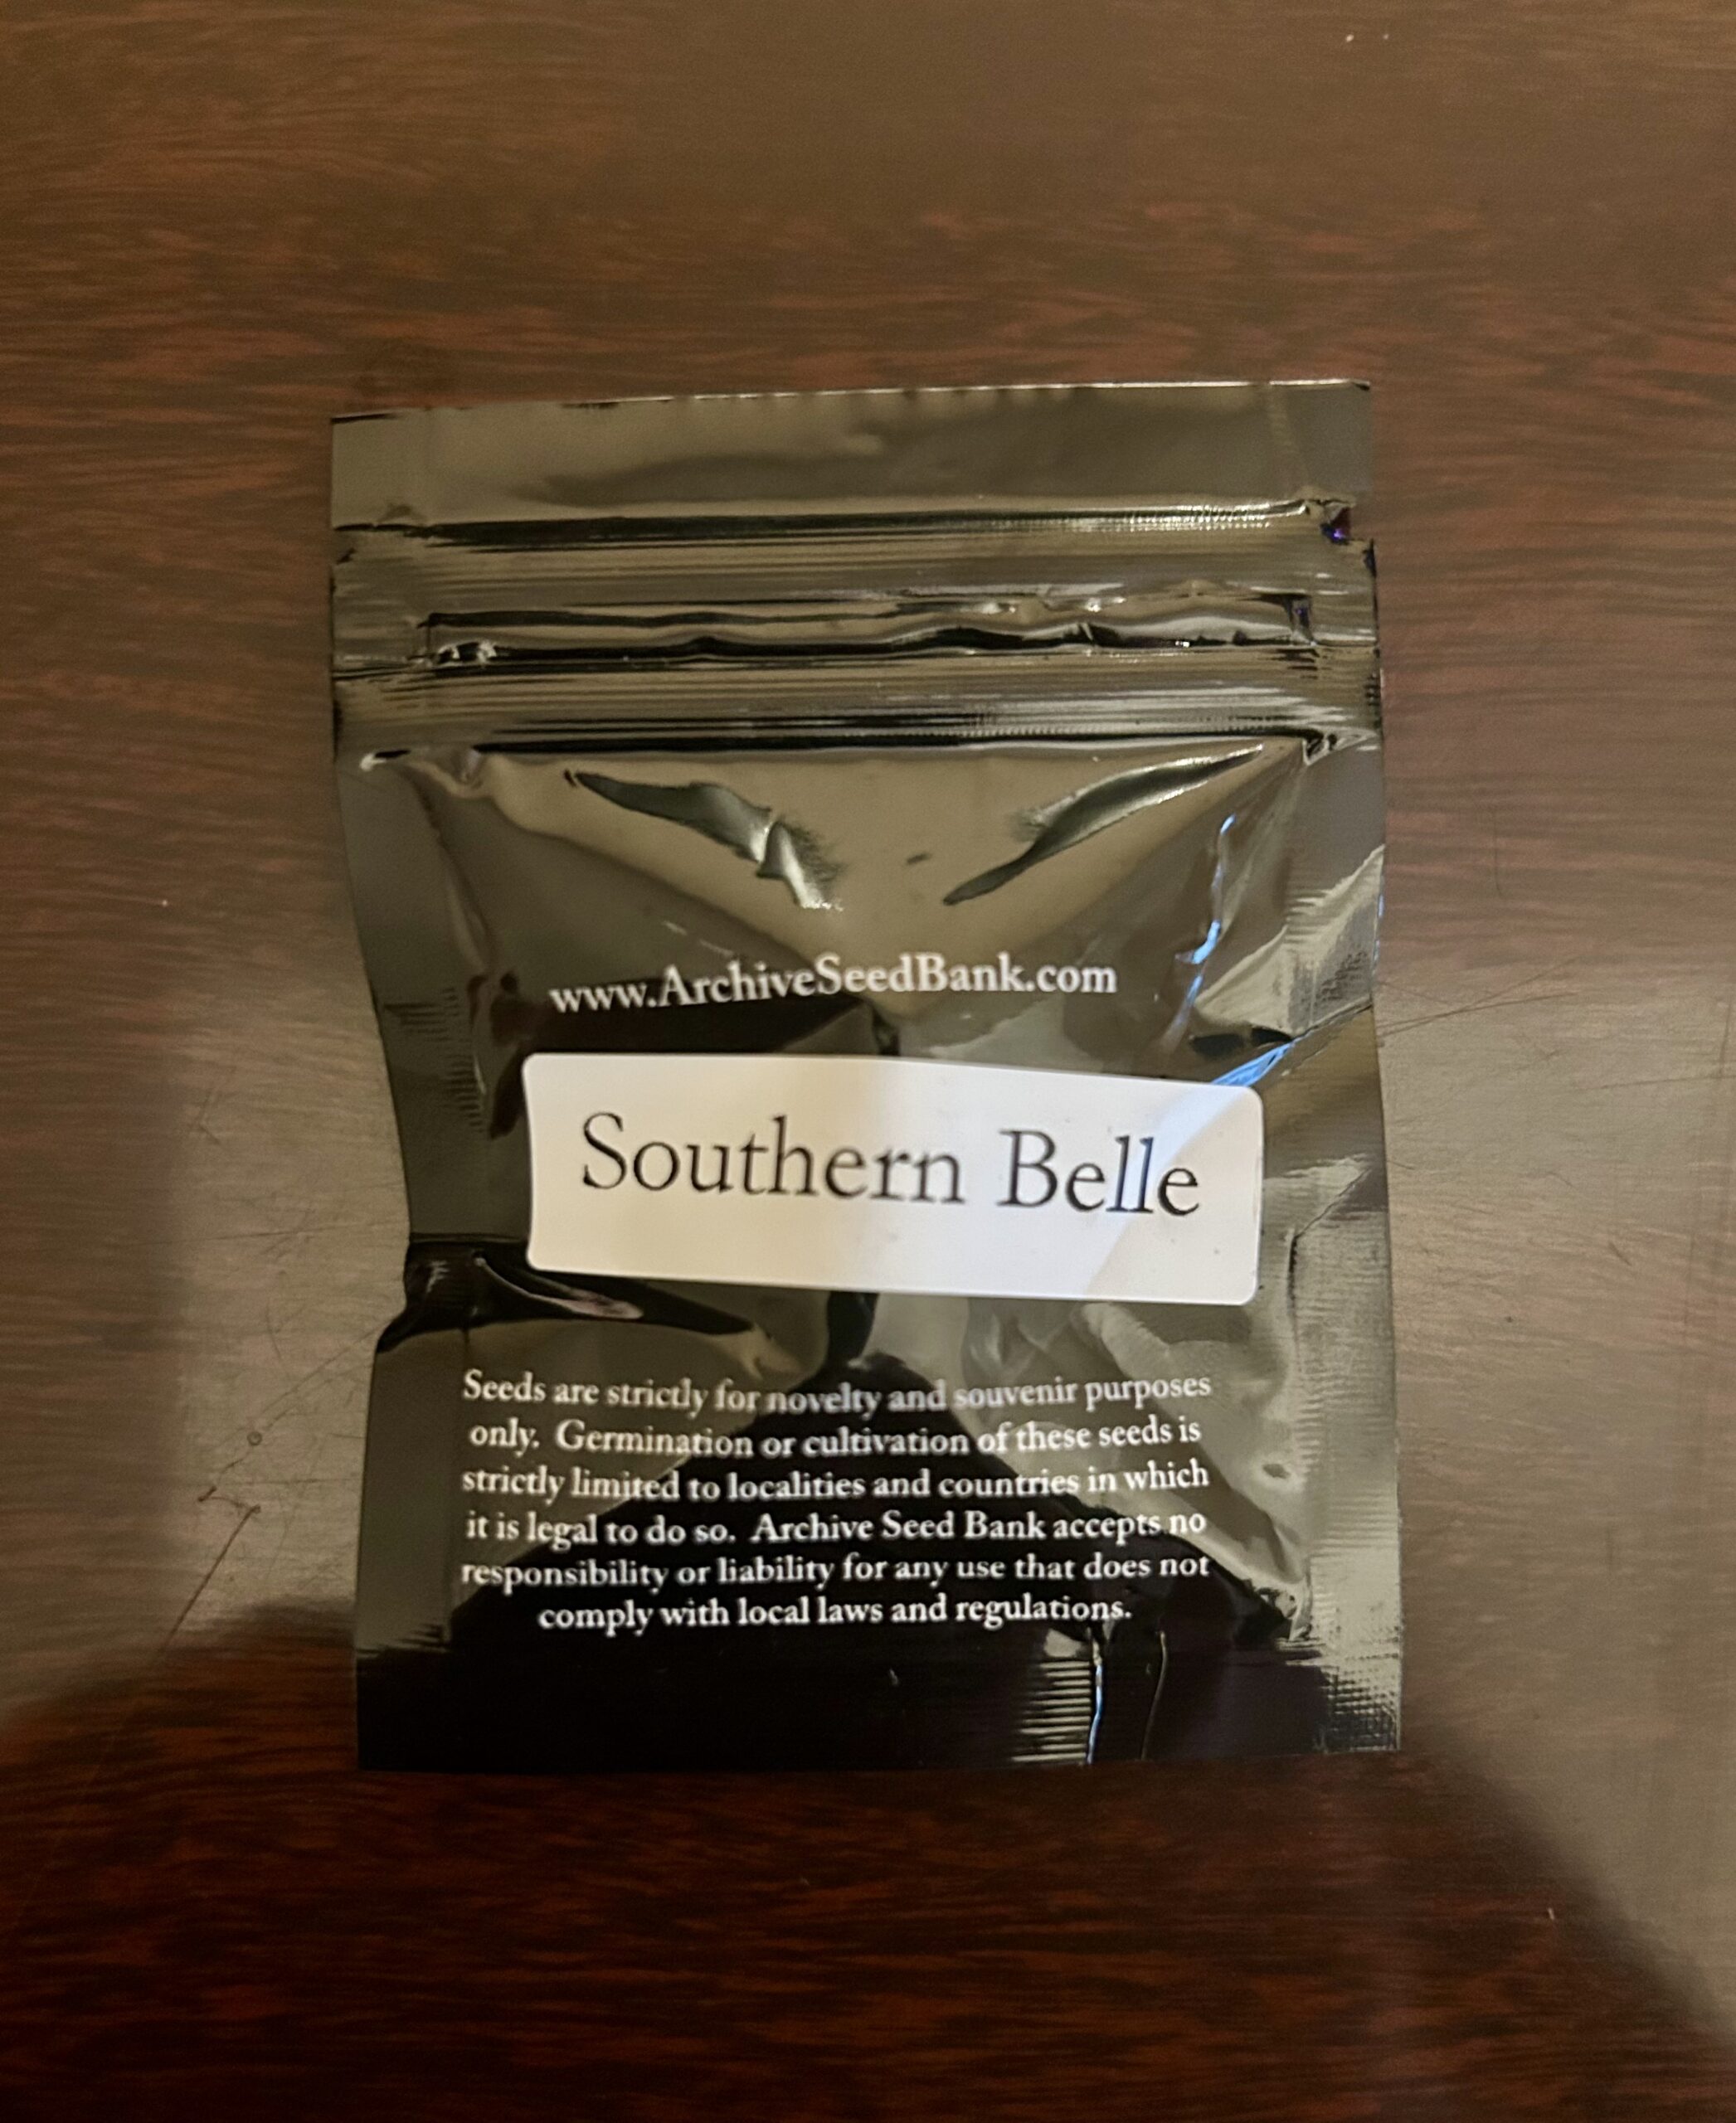 www.ArchiveSeedBank.com
Southern Belle
Seeds are strictly for novelty and souvenir purposes
only. Germination or cultivation of these seeds is
strictly limited to localities and countries in which
it is legal to do so. Archive Seed Bank accepts no
responsibility or liability for any use that does not
comply with local laws and regulations.